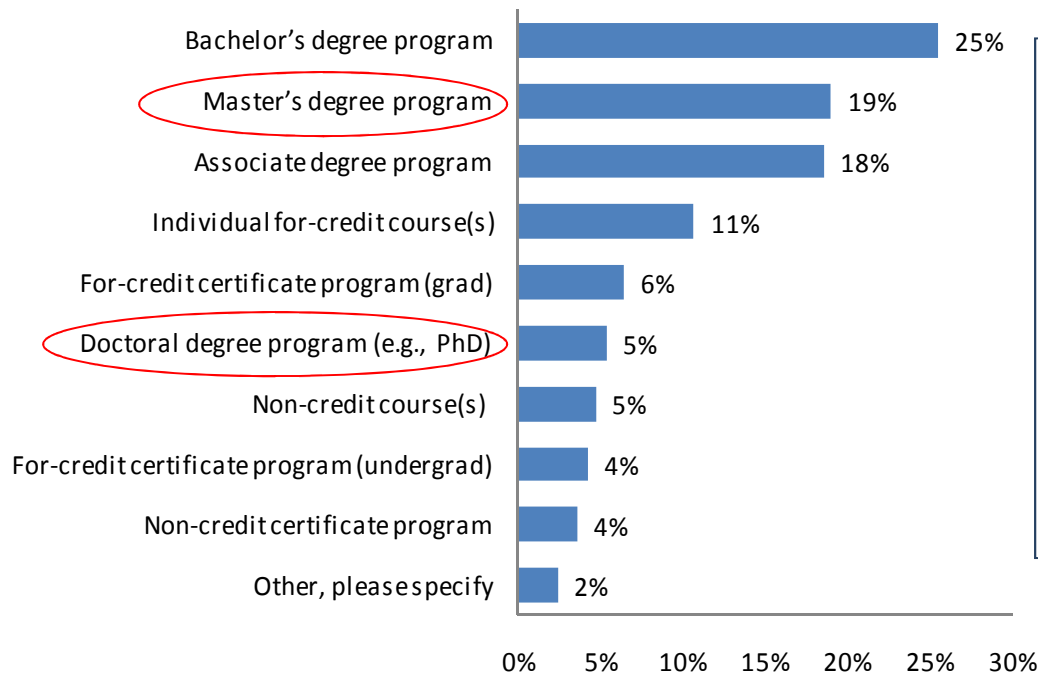 Bachelor's degree program 25%
Master's degree program 19%
Associate degree program 18%
Individual for-credit course(s) 11%
For-credit certificate program (grad) 6%
Doctoral degree program (e.g., PhD) 5%
Non-credit course(s) 5%
For-credit certificate program (undergrad) 4%
Non-credit certificate program 4%
Other, please specify 2%
0% 5% 10% 15% 20% 25% 30%